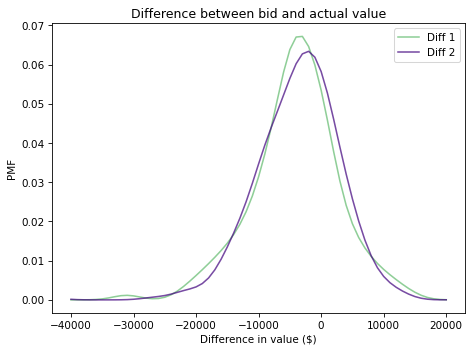 Difference between bid and actual value
Diff 1
Diff 2
PMF
0.07
0.06
0.05
0.04
0.03
0.02
0.01
0.00
−40000 −30000 −20000 −10000 0 10000 20000
Difference in value ($)